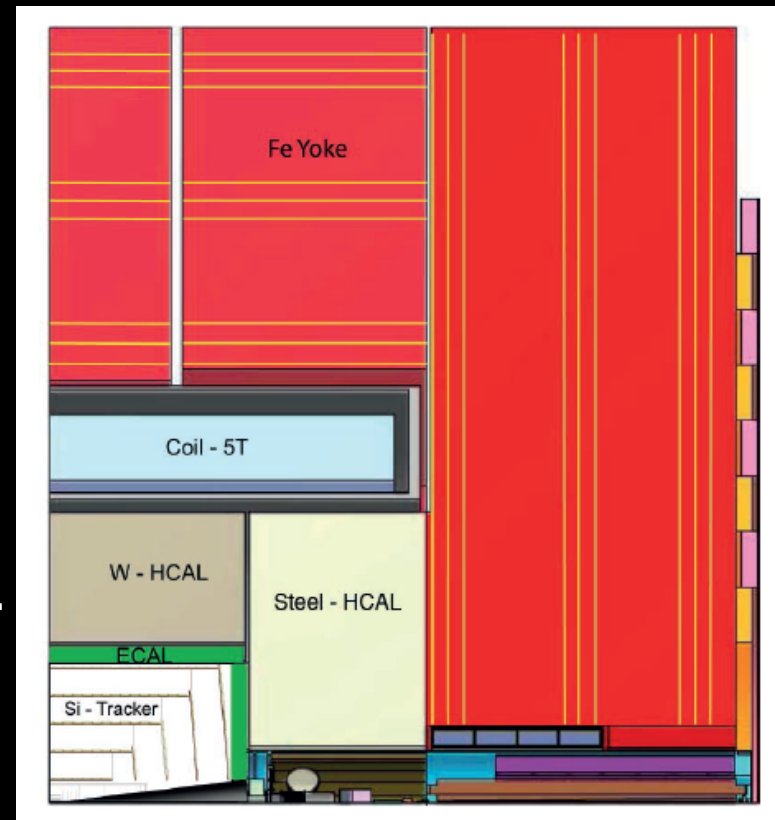 Fe Yoke
Coil - 5T
W - HCAL
Steel - HCAL
ECAL
Si - Tracker